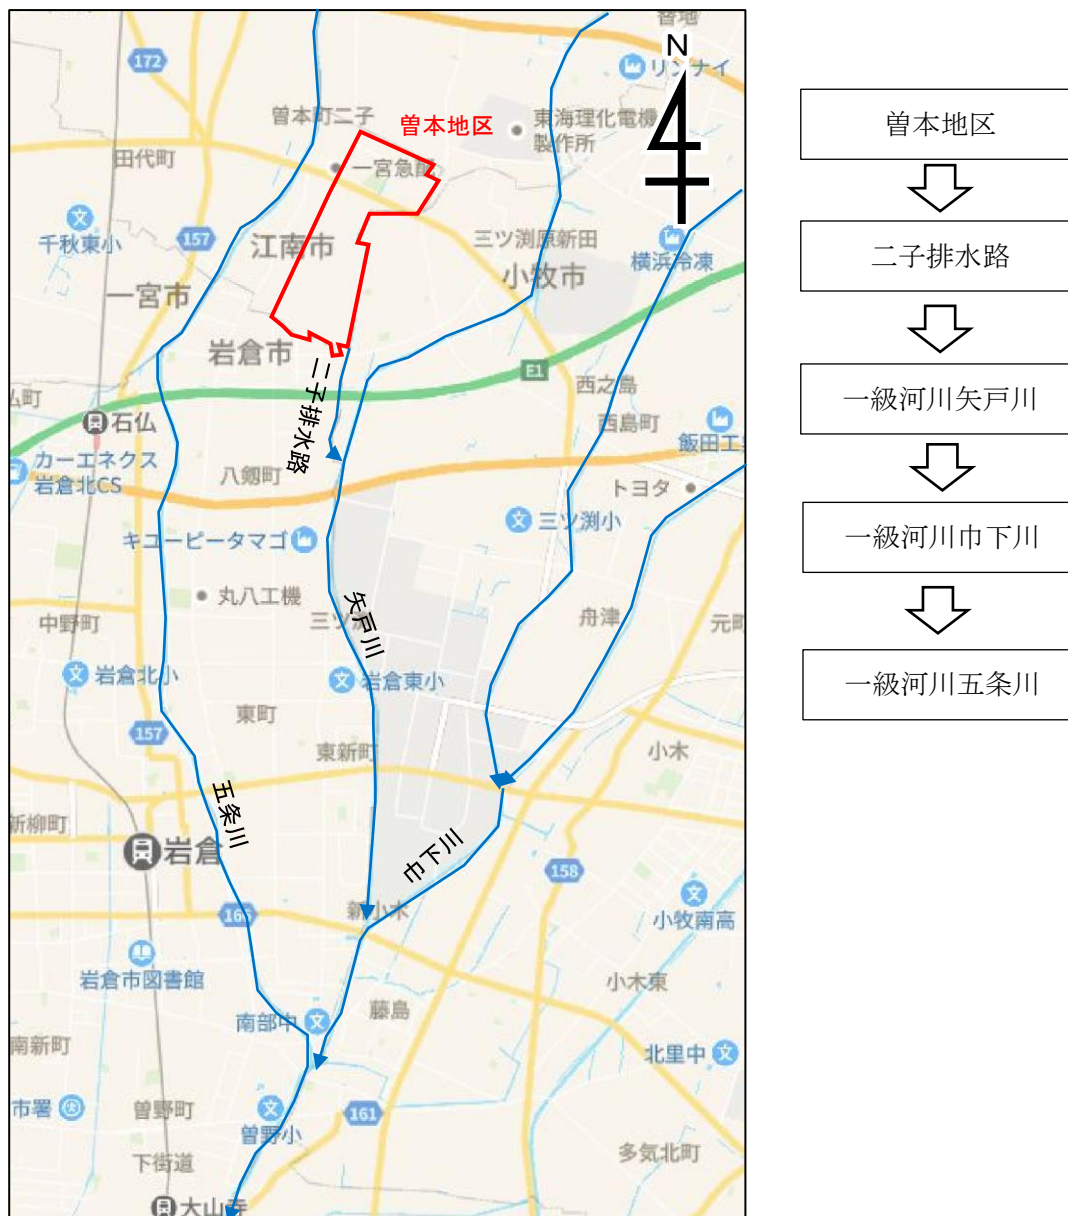 番地
N
172
リンナイ
曽本町二子
曽本地区
東海理化電機
製作所
田代町
一宮急配
千秋東小
157
江南市
三ツ渕原新田
横浜冷凍
小牧市
一宮市
岩倉市
E1
西之島
西島町
二子排水路
石仏
飯田工
カーエネクス
岩倉北CS
八剱町
トヨタ
三ツ渕小
キユーピータマゴ
丸八工機
矢戸川
三ツ渕
舟津
中野町
元町
岩倉北小
岩倉東小
東町
157
東新町
小木
五条川
新柳町
岩倉
巾下川
158
166
新小木
小牧南高
岩倉市図書館
小木東
藤島
南部中
南新町
北里中
市署
曽野町
161
曽野小
多気北町
下街道
大山寺
曽本地区
二子排水路
一級河川矢戸川
一級河川巾下川
一級河川五条川